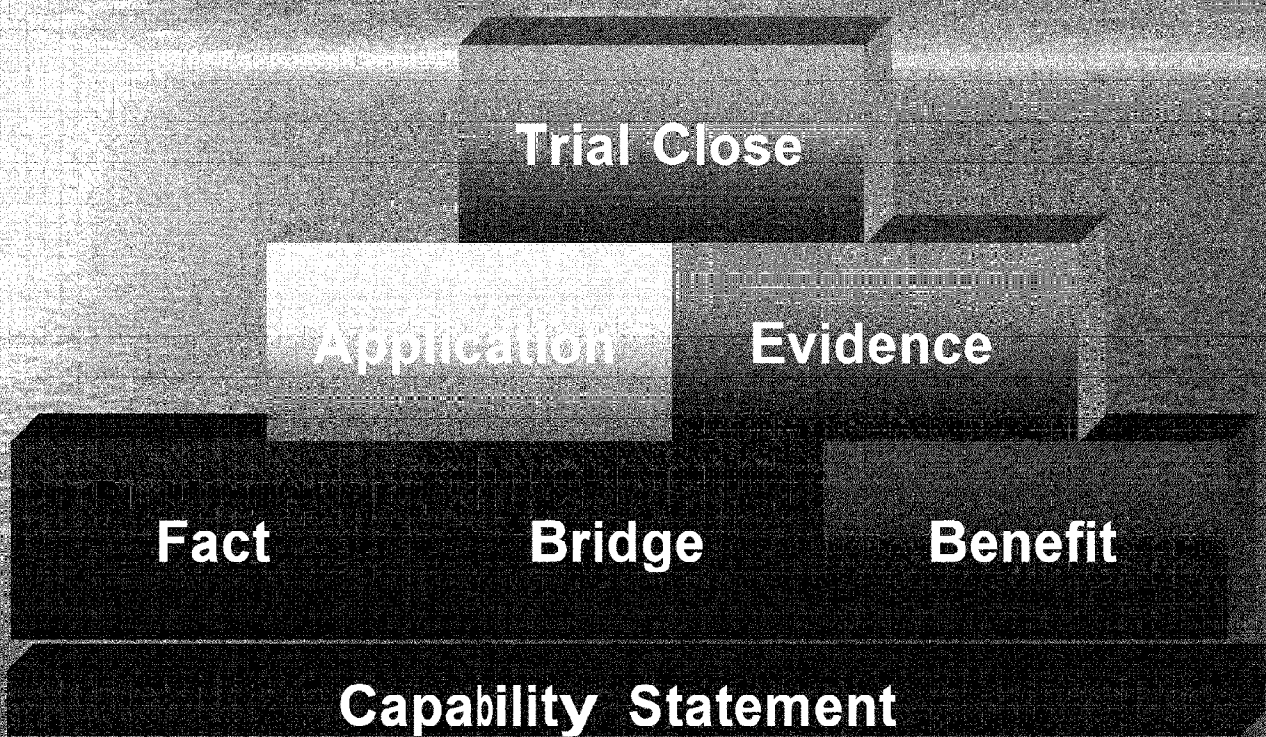 Trial Close
Application Evidence
Fact Bridge Benefit
Capability Statement